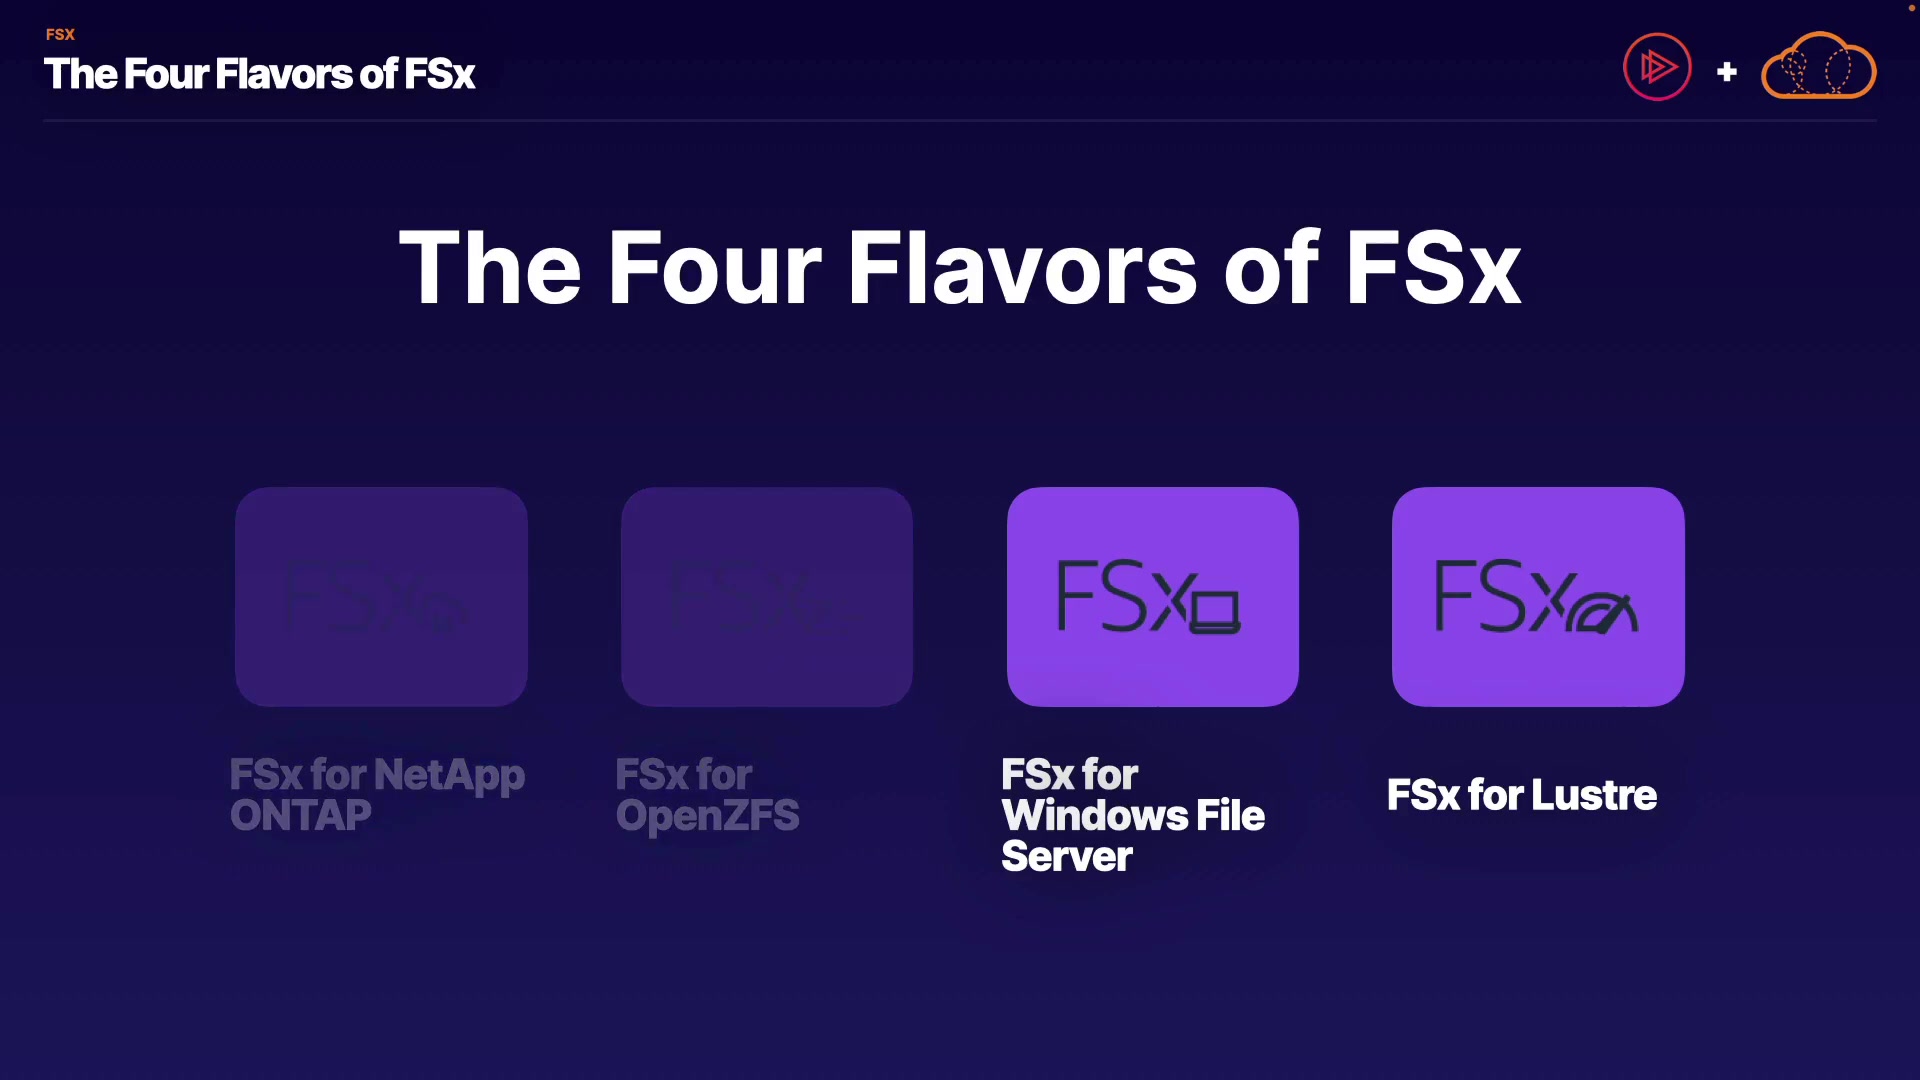 FSX
The Four Flavors of FSx
The Four Flavors of FSx
FSx
FSx
FSx
FSx
FSx for NetApp
ONTAP
FSx for
OpenZFS
FSx for
Windows File
Server
FSx for Lustre